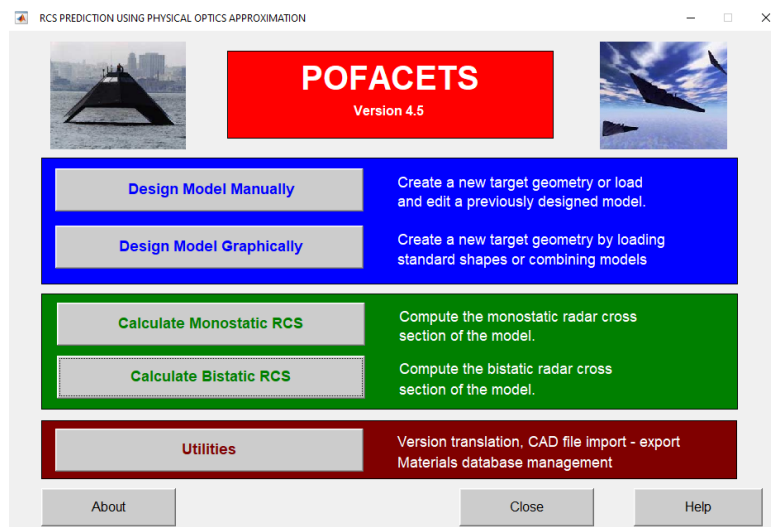 RCS PREDICTION USING PHYSICAL OPTICS APPROXIMATION
POFACETS
Version 4.5
Design Model Manually
Create a new target geometry or load
and edit a previously designed model.
Design Model Graphically
Create a new target geometry by loading
standard shapes or combining models
Calculate Monostatic RCS
Compute the monostatic radar cross
section of the model.
Calculate Bistatic RCS
Compute the bistatic radar cross
section of the model.
Utilities
Version translation, CAD file import - export
Materials database management
About
Close
Help